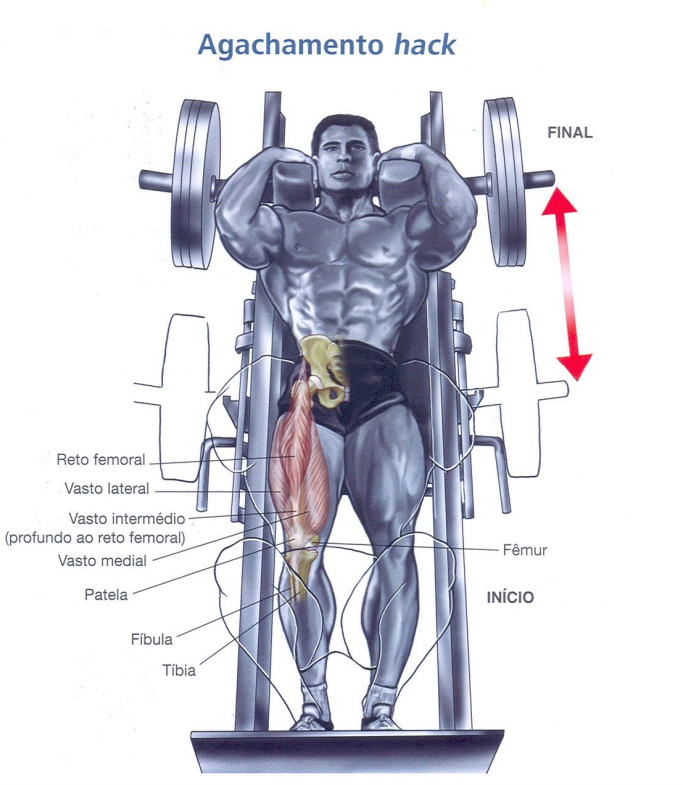 Agachamento hack
FINAL
Reto femoral
Vasto lateral
Vasto intermédio
(profundo ao reto femoral)
Vasto medial
Fêmur
Patela
INÍCIO
Fíbula
Tíbia